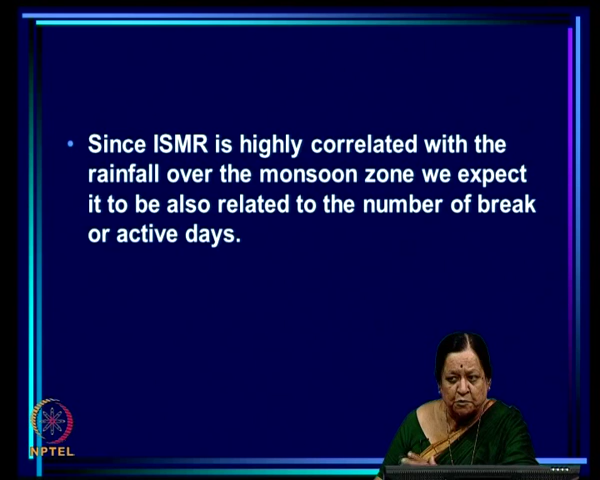 • Since ISMR is highly correlated with the
rainfall over the monsoon zone we expect
it to be also related to the number of break
or active days.
NPTEL